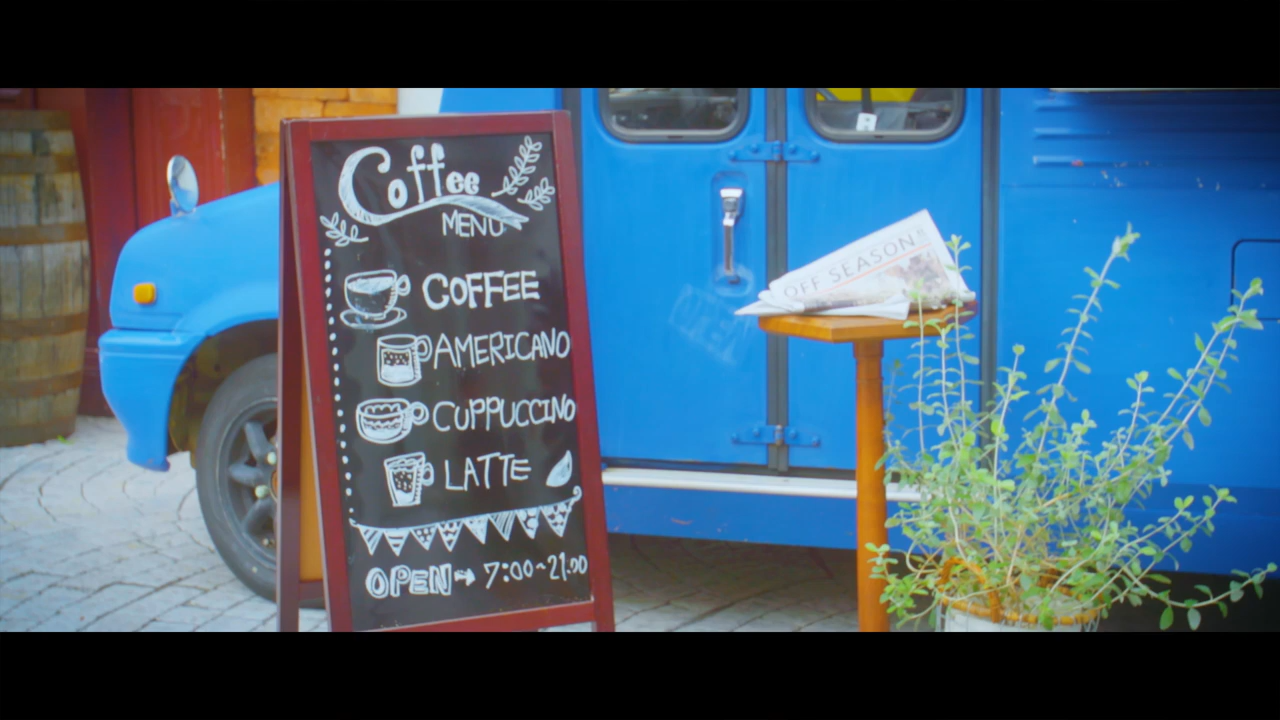 Coffee
MENU
COFFEE
AMERICANO
CUPPUCCINO
LATTE
OPEN➡ 7:00~21:00
OFF SEASON